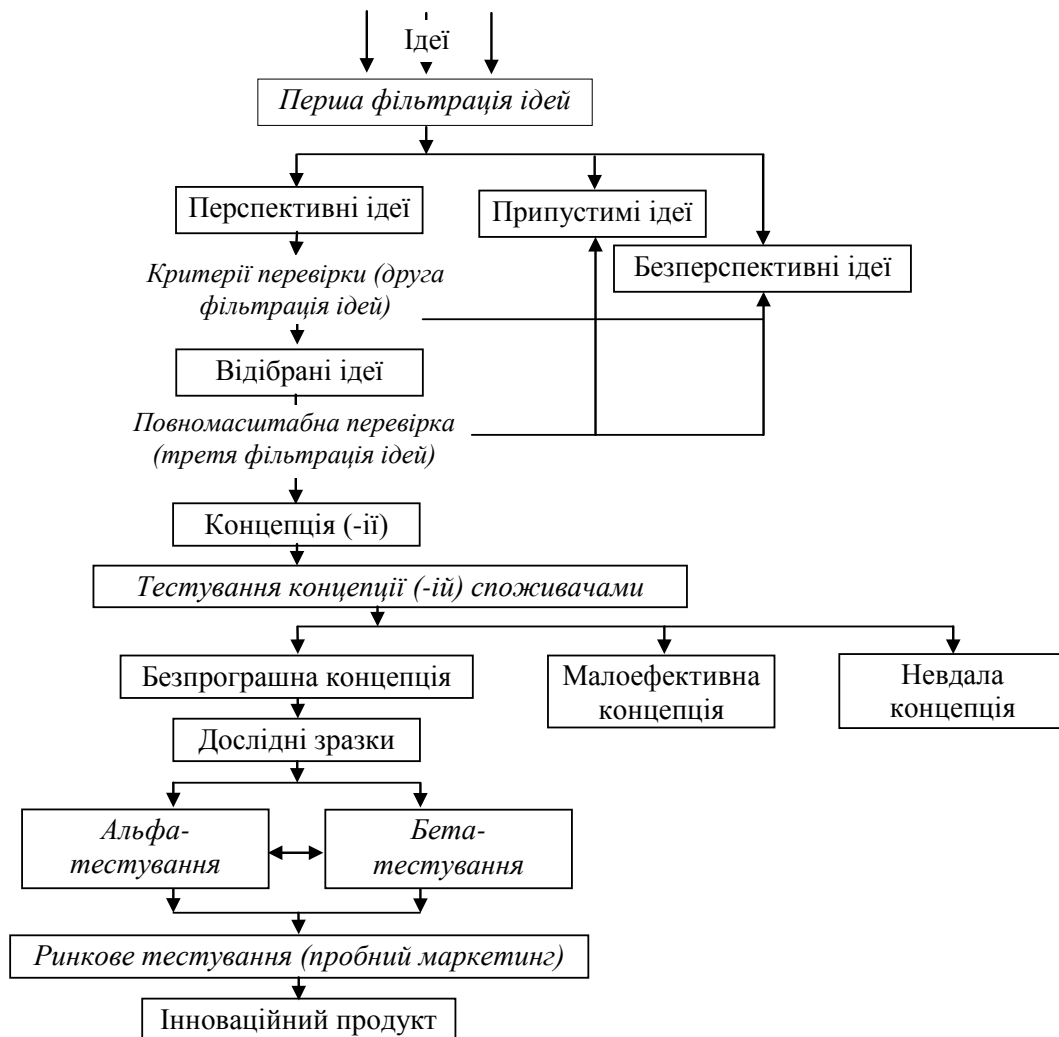 Ідеї
Перша фільтрація ідей
Перспективні ідеї
Припустимі ідеї
Безперспективні ідеї
Критерії перевірки (друга
фільтрація ідей)
Відібрані ідеї
Повномасштабна перевірка
(третя фільтрація ідей)
Концепція (-ії)
Тестування концепції (-ій) споживачами
Безпрограшна концепція
Малоефективна
концепція
Невдала
концепція
Дослідні зразки
Альфа-
тестування
Бета-
тестування
Ринкове тестування (пробний маркетинг)
Інноваційний продукт